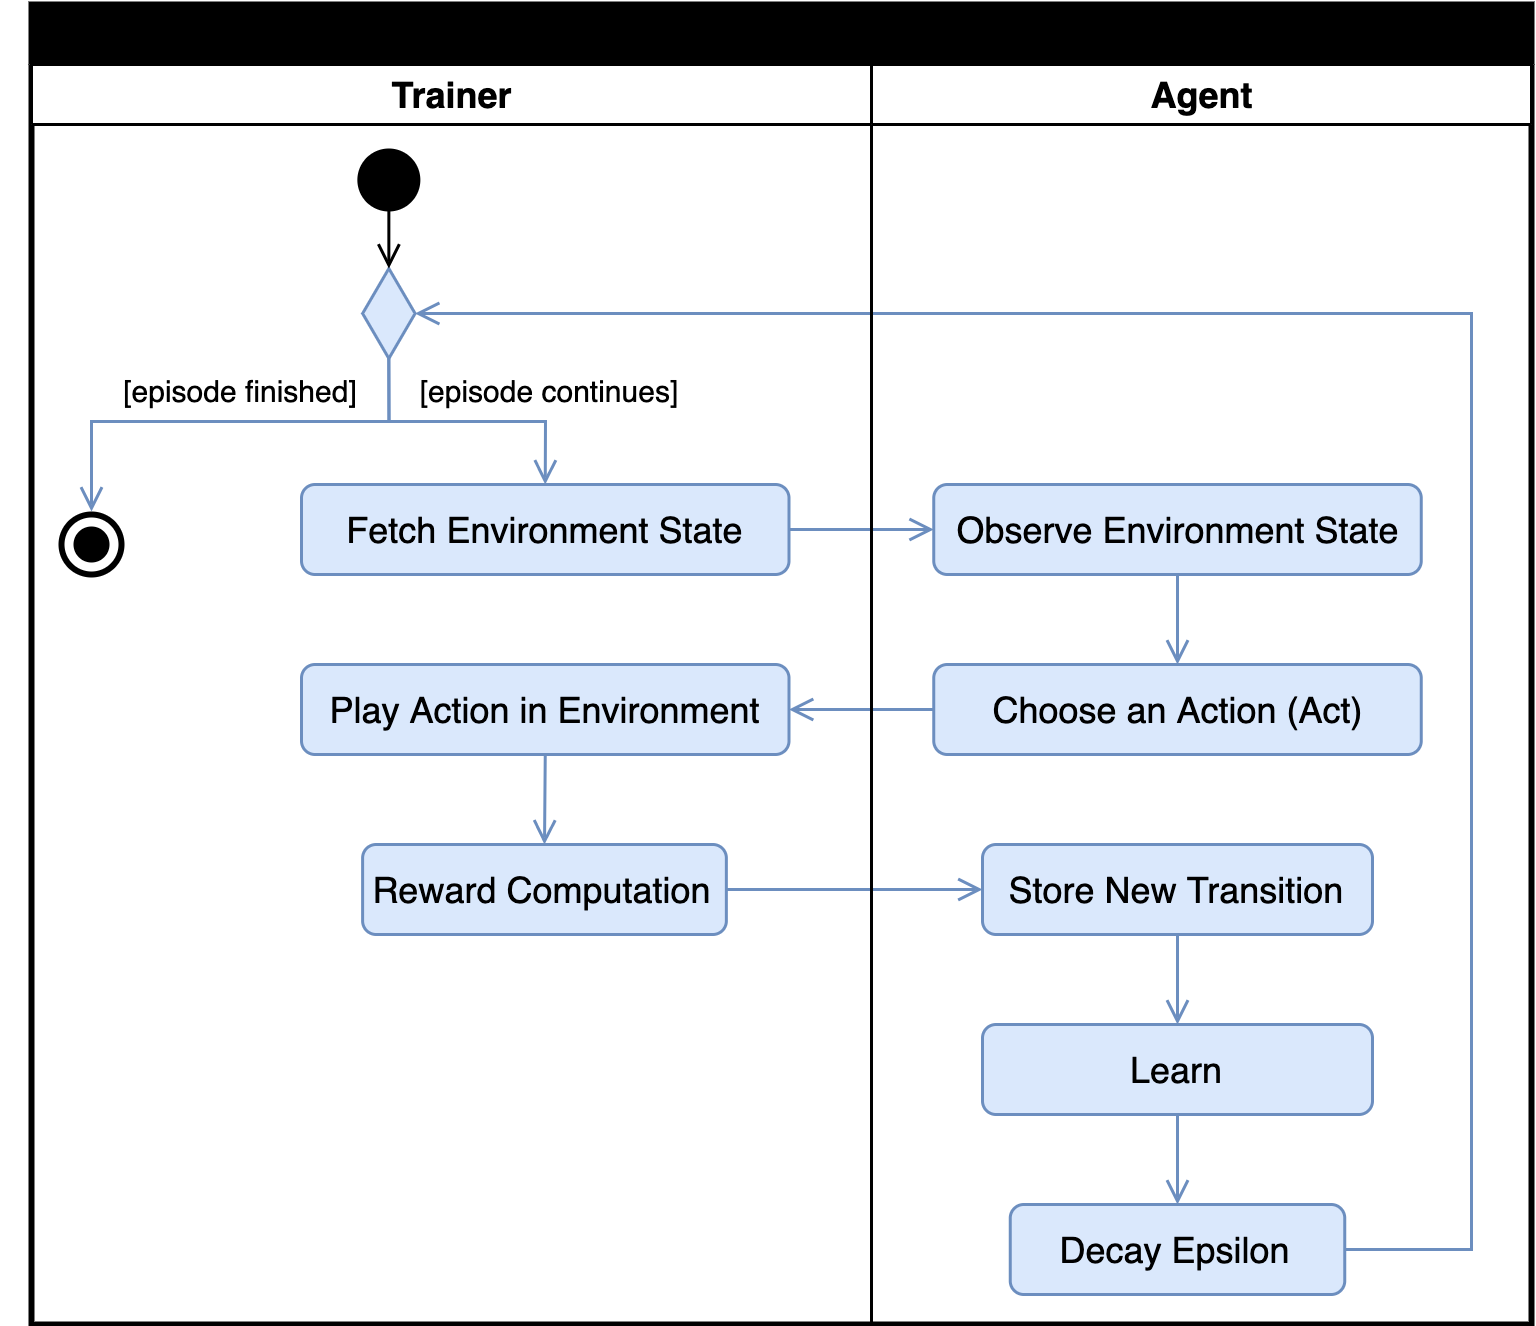 Trainer
Agent
[episode finished]
[episode continues]
Fetch Environment State
Observe Environment State
Play Action in Environment
Choose an Action (Act)
Reward Computation
Store New Transition
Learn
Decay Epsilon